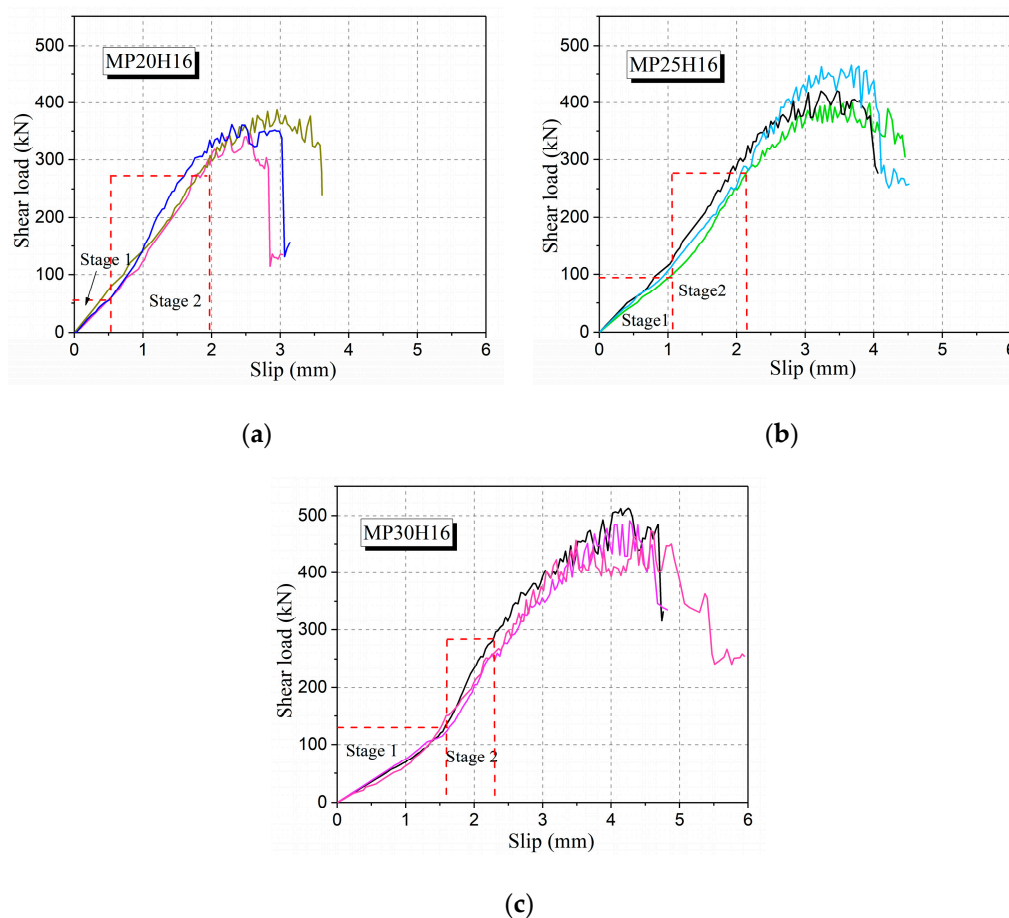 MP20H16
Shear load (kN)
500
400
300
200
100
0
Stage 1
Stage 2
0 1 2 3 4 5 6
Slip (mm)
(a)
MP25H16
Shear load (kN)
500
400
300
200
100
0
Stage1
Stage2
0 1 2 3 4 5 6
Slip (mm)
(b)
MP30H16
Shear load (kN)
500
400
300
200
100
0
Stage 1
Stage 2
0 1 2 3 4 5 6
Slip (mm)
(c)